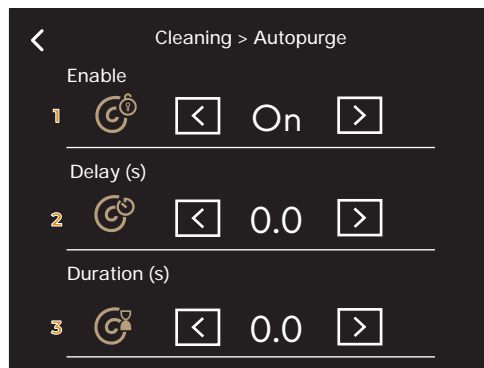 Cleaning > Autopurge
Enable
1 On
Delay (s)
2 0.0
Duration (s)
3 0.0